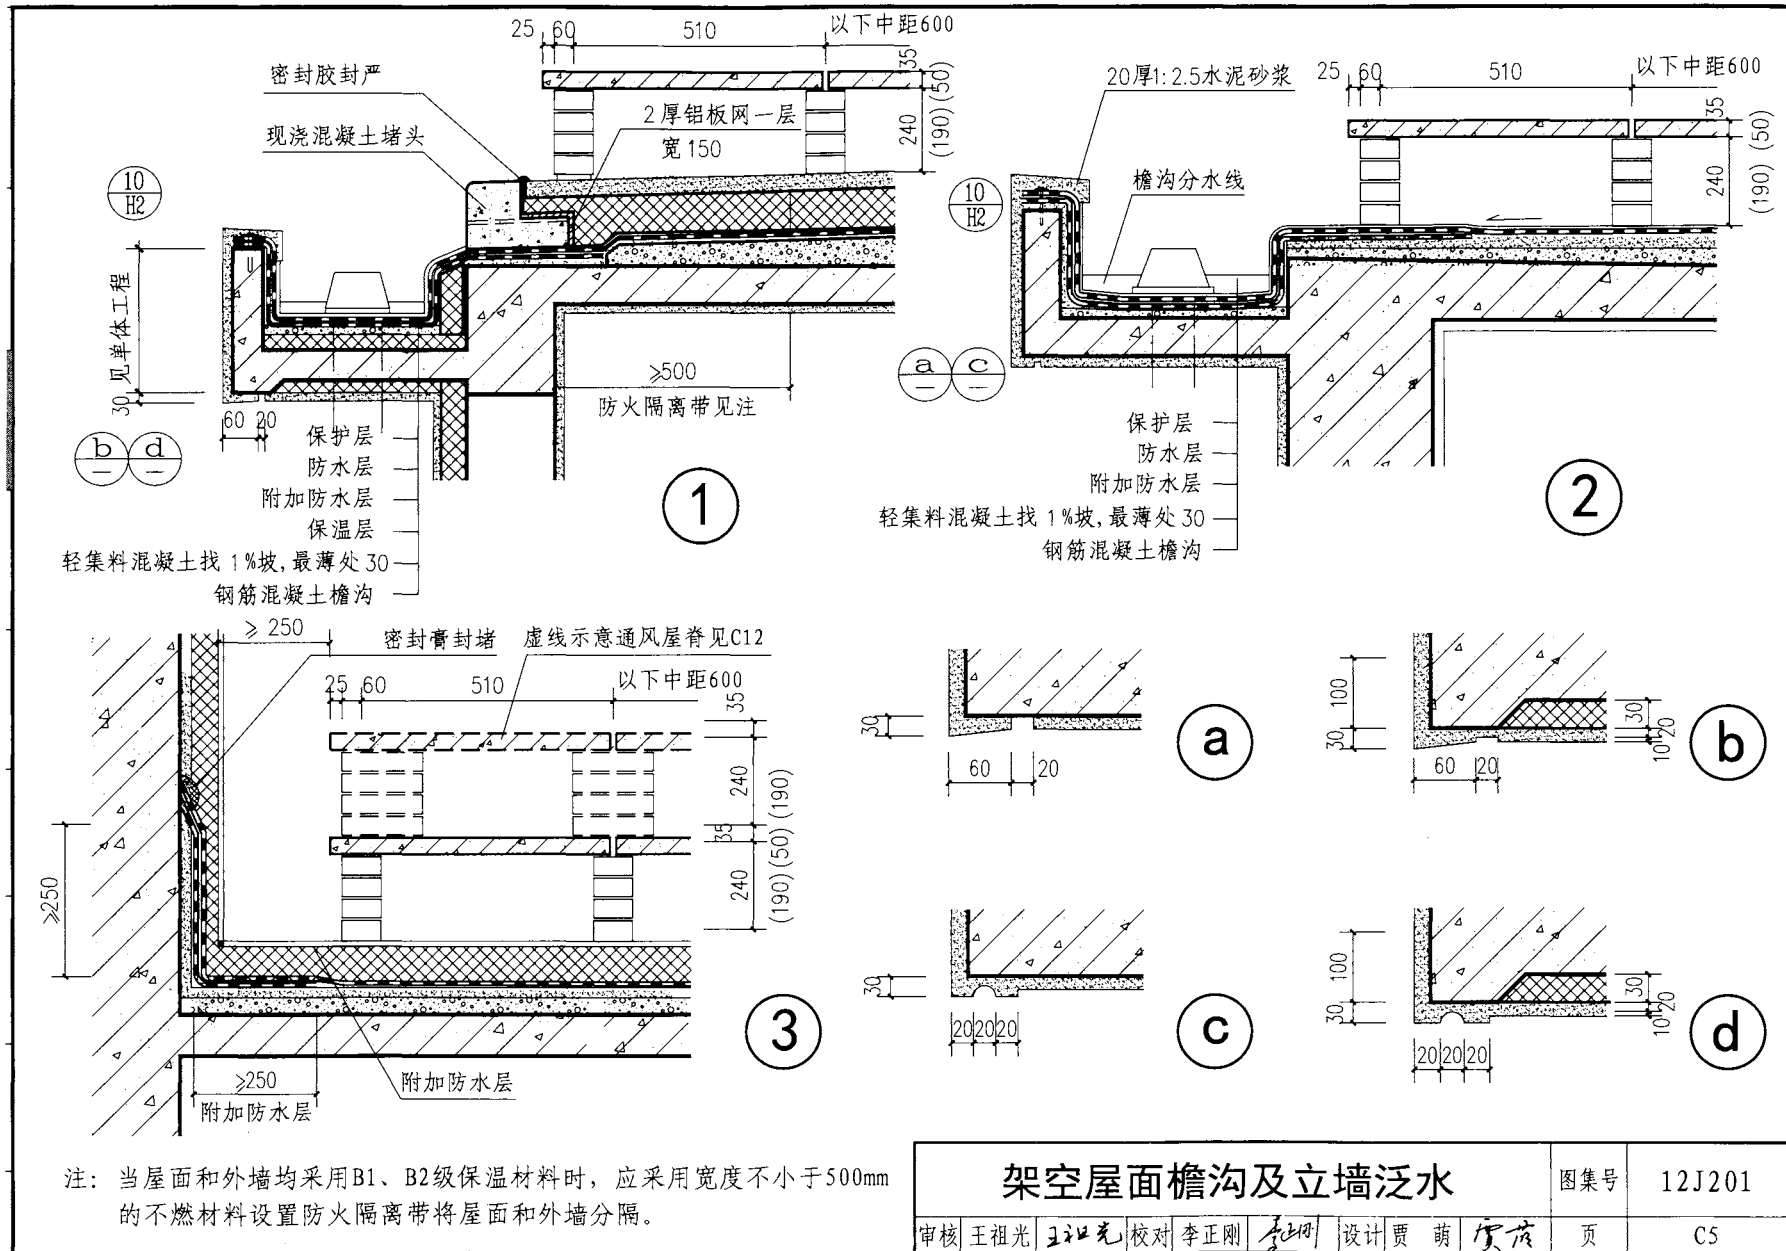 25 60 510 以下中距600
密封胶封严
2厚铝板网一层
宽150
现浇混凝土堵头
35 (50)
240 (190)
10
H2
见单体工程
30
60 20
b d
≥500
防火隔离带见注
保护层
防水层
附加防水层
保温层
轻集料混凝土找1%坡,最薄处30
钢筋混凝土檐沟
1
20厚1:2.5水泥砂浆
25 60 510 以下中距600
35 (50)
240 (190)
檐沟分水线
10
H2
a c
保护层
防水层
附加防水层
轻集料混凝土找1%坡,最薄处30
钢筋混凝土檐沟
2
≥250
密封膏封堵
虚线示意通风屋脊见C12
25 60 510 以下中距600
35
240 (190)
35 (50)
240 (190)
≥250
≥250
附加防水层
附加防水层
3
30
60 20
a
100
30
60 20
30
20
10
b
30
20 20 20
c
100
30
20 20 20
30
20
10
d
注: 当屋面和外墙均采用B1、B2级保温材料时，应采用宽度不小于500mm
的不燃材料设置防火隔离带将屋面和外墙分隔。
架空屋面檐沟及立墙泛水 图集号 12J201
审核 王祖光 王祖光 校对 李正刚 李正刚 设计 贾 萌 贾萌 页 C5